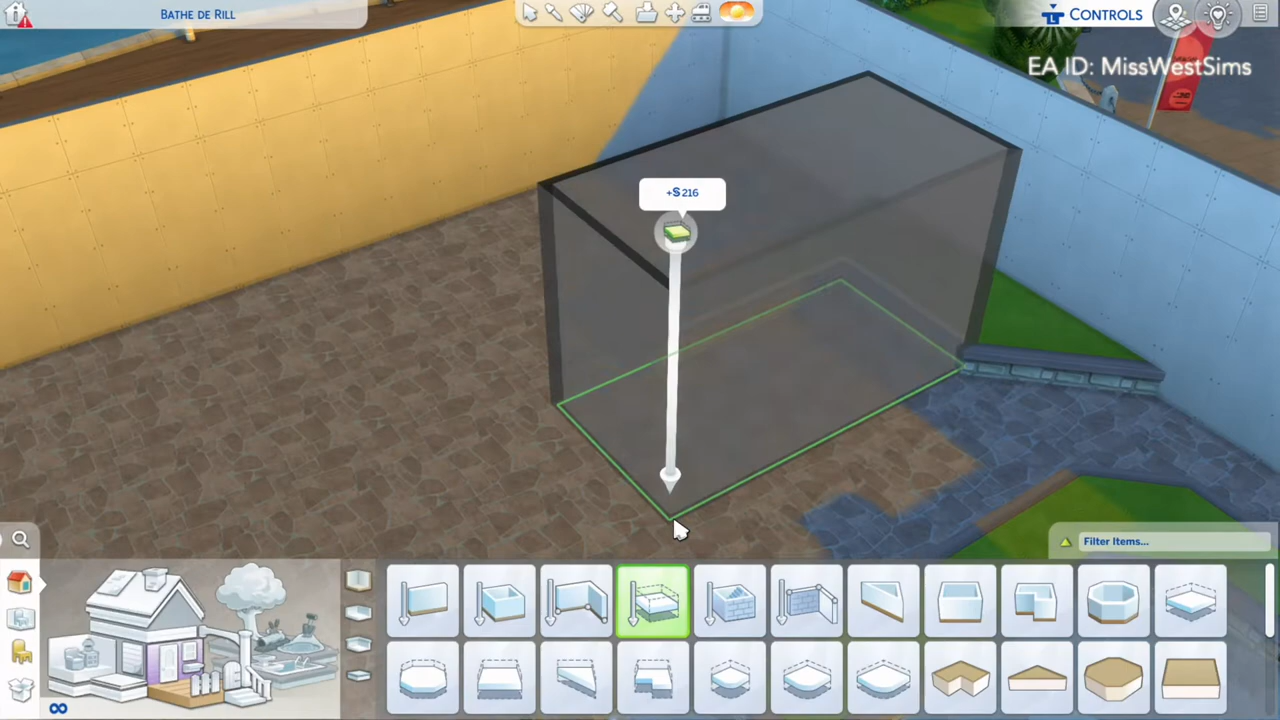 BATHE DE RILL
CONTROLS
EA ID: MissWestSims
+§216
Filter Items...